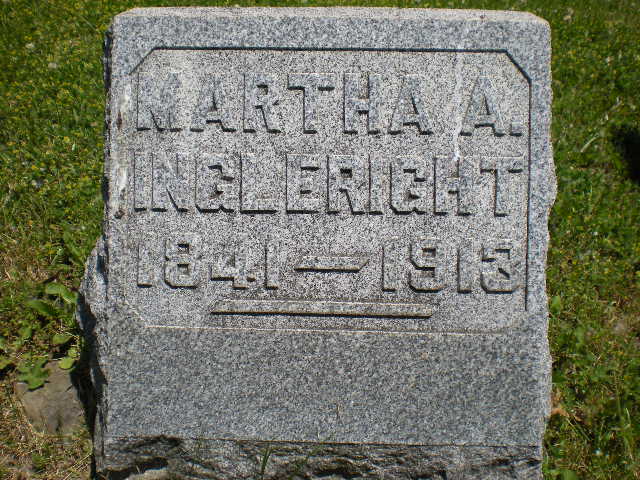 MARTHA A.
INGLERIGHT
1841 — 1913